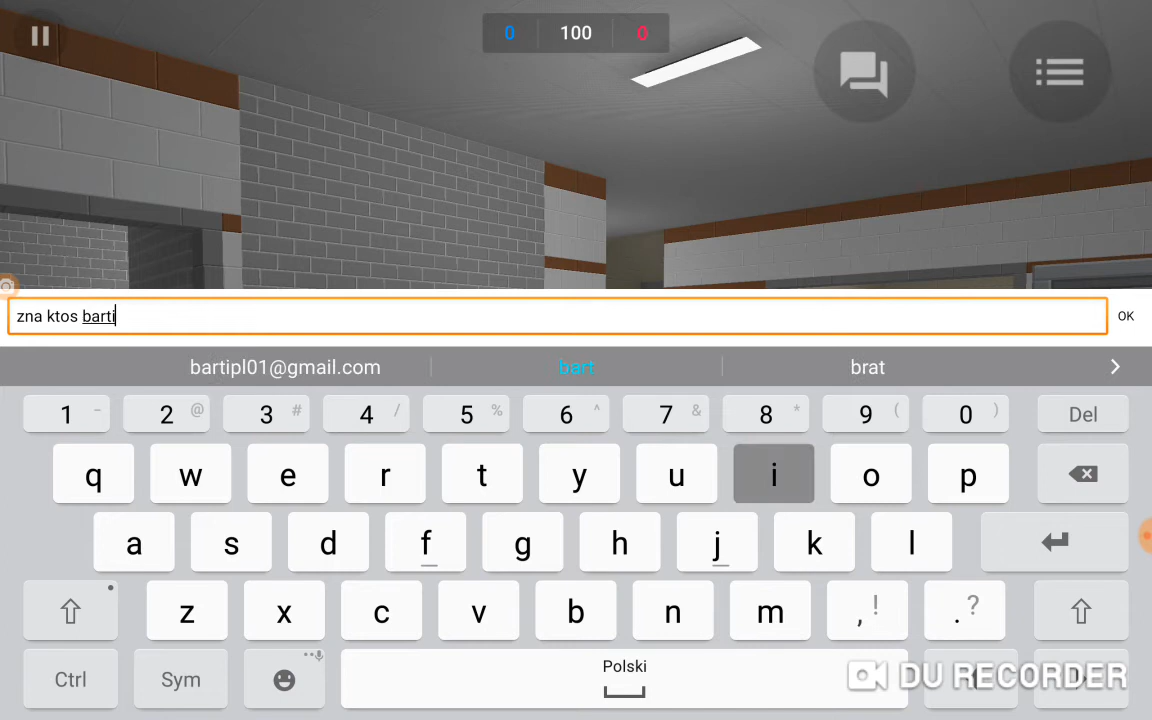 0 100 0
zna ktos barti OK
bartipl01@gmail.com bart brat
1 - 2 @ 3 # 4 / 5 % 6 ^ 7 & 8 * 9 ( 0 ) Del
q w e r t y u i o p
a s d f g h j k l
z x c v b n m , ! . ?
Ctrl Sym Polski
DU RECORDER